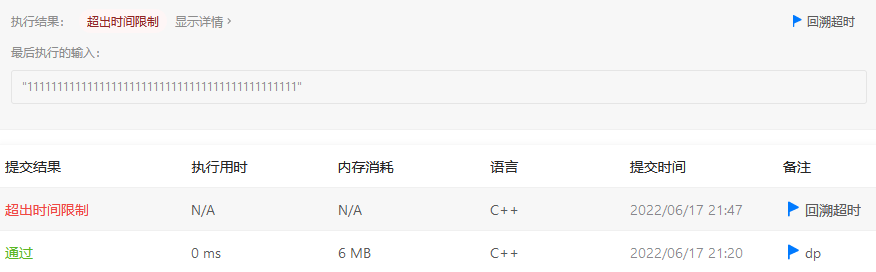 执行结果： 超出时间限制 显示详情 › 回溯超时
最后执行的输入：
"111111111111111111111111111111111111111111111"
提交结果 执行用时 内存消耗 语言 提交时间 备注
超出时间限制 N/A N/A C++ 2022/06/17 21:47 回溯超时
通过 0 ms 6 MB C++ 2022/06/17 21:20 dp